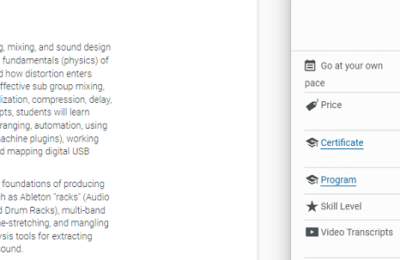 g, mixing, and sound design
fundamentals (physics) of
d how distortion enters
ffective sub group mixing,
lization, compression, delay,
pts, students will learn
ranging, automation, using
nachine plugins), working
d mapping digital USB
foundations of producing
h as Ableton "racks" (Audio
d Drum Racks), multi-band
e-stretching, and mangling
ysis tools for extracting
ound.
Go at your own
pace
Price
Certificate
Program
Skill Level
Video Transcripts